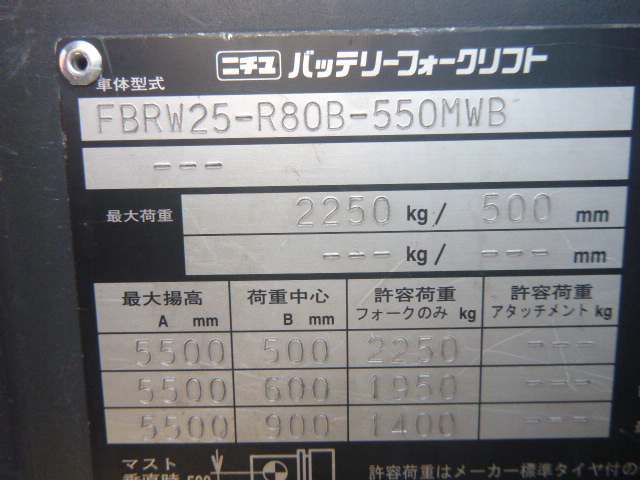 ニチユ バッテリーフォークリフト
車体型式
FBRW25-R80B-550MWB
---
最大荷重 2250 kg/ 500 mm
--- kg/ --- mm
最大揚高 荷重中心 許容荷重 許容荷重
A mm B mm フォークのみ kg アタッチメント kg
5500 500 2250 ---
5500 600 1950 ---
5500 900 1400 ---
マスト
許容荷重はメーカー標準タイヤ付の
垂直時 500